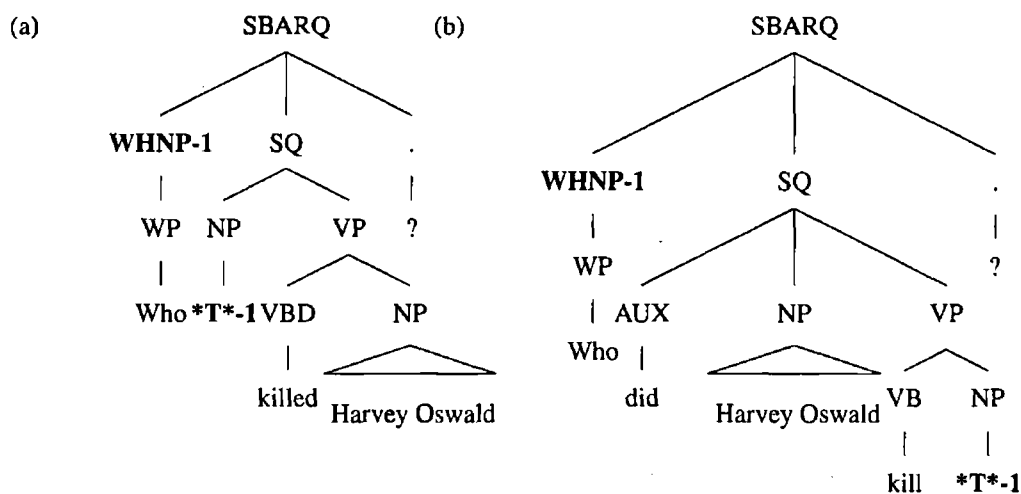 (a) SBARQ (b) SBARQ
WHNP-1 SQ .
WHNP-1 SQ .
WP NP VP ?
WP ?
Who *T*-1 VBD NP
AUX NP VP
Who
killed Harvey Oswald
did Harvey Oswald VB NP
kill *T*-1